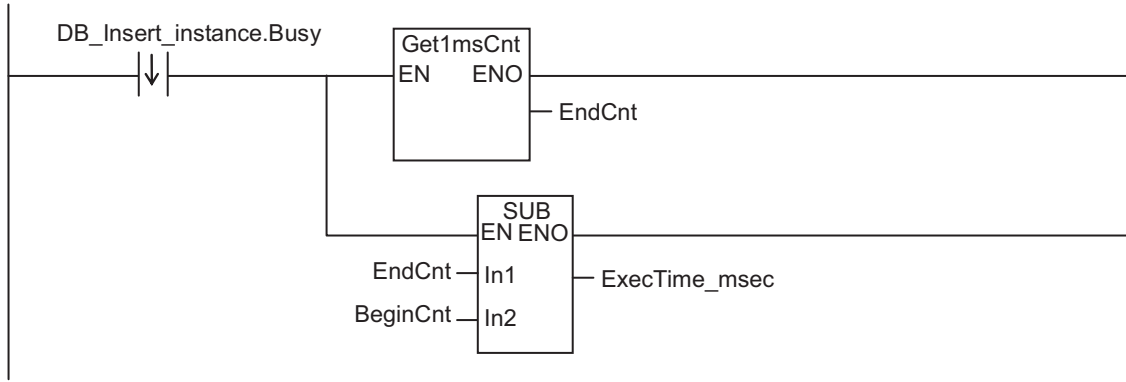 DB_Insert_instance.Busy
Get1msCnt
EN ENO
EndCnt
SUB
EN ENO
EndCnt In1
ExecTime_msec
BeginCnt In2